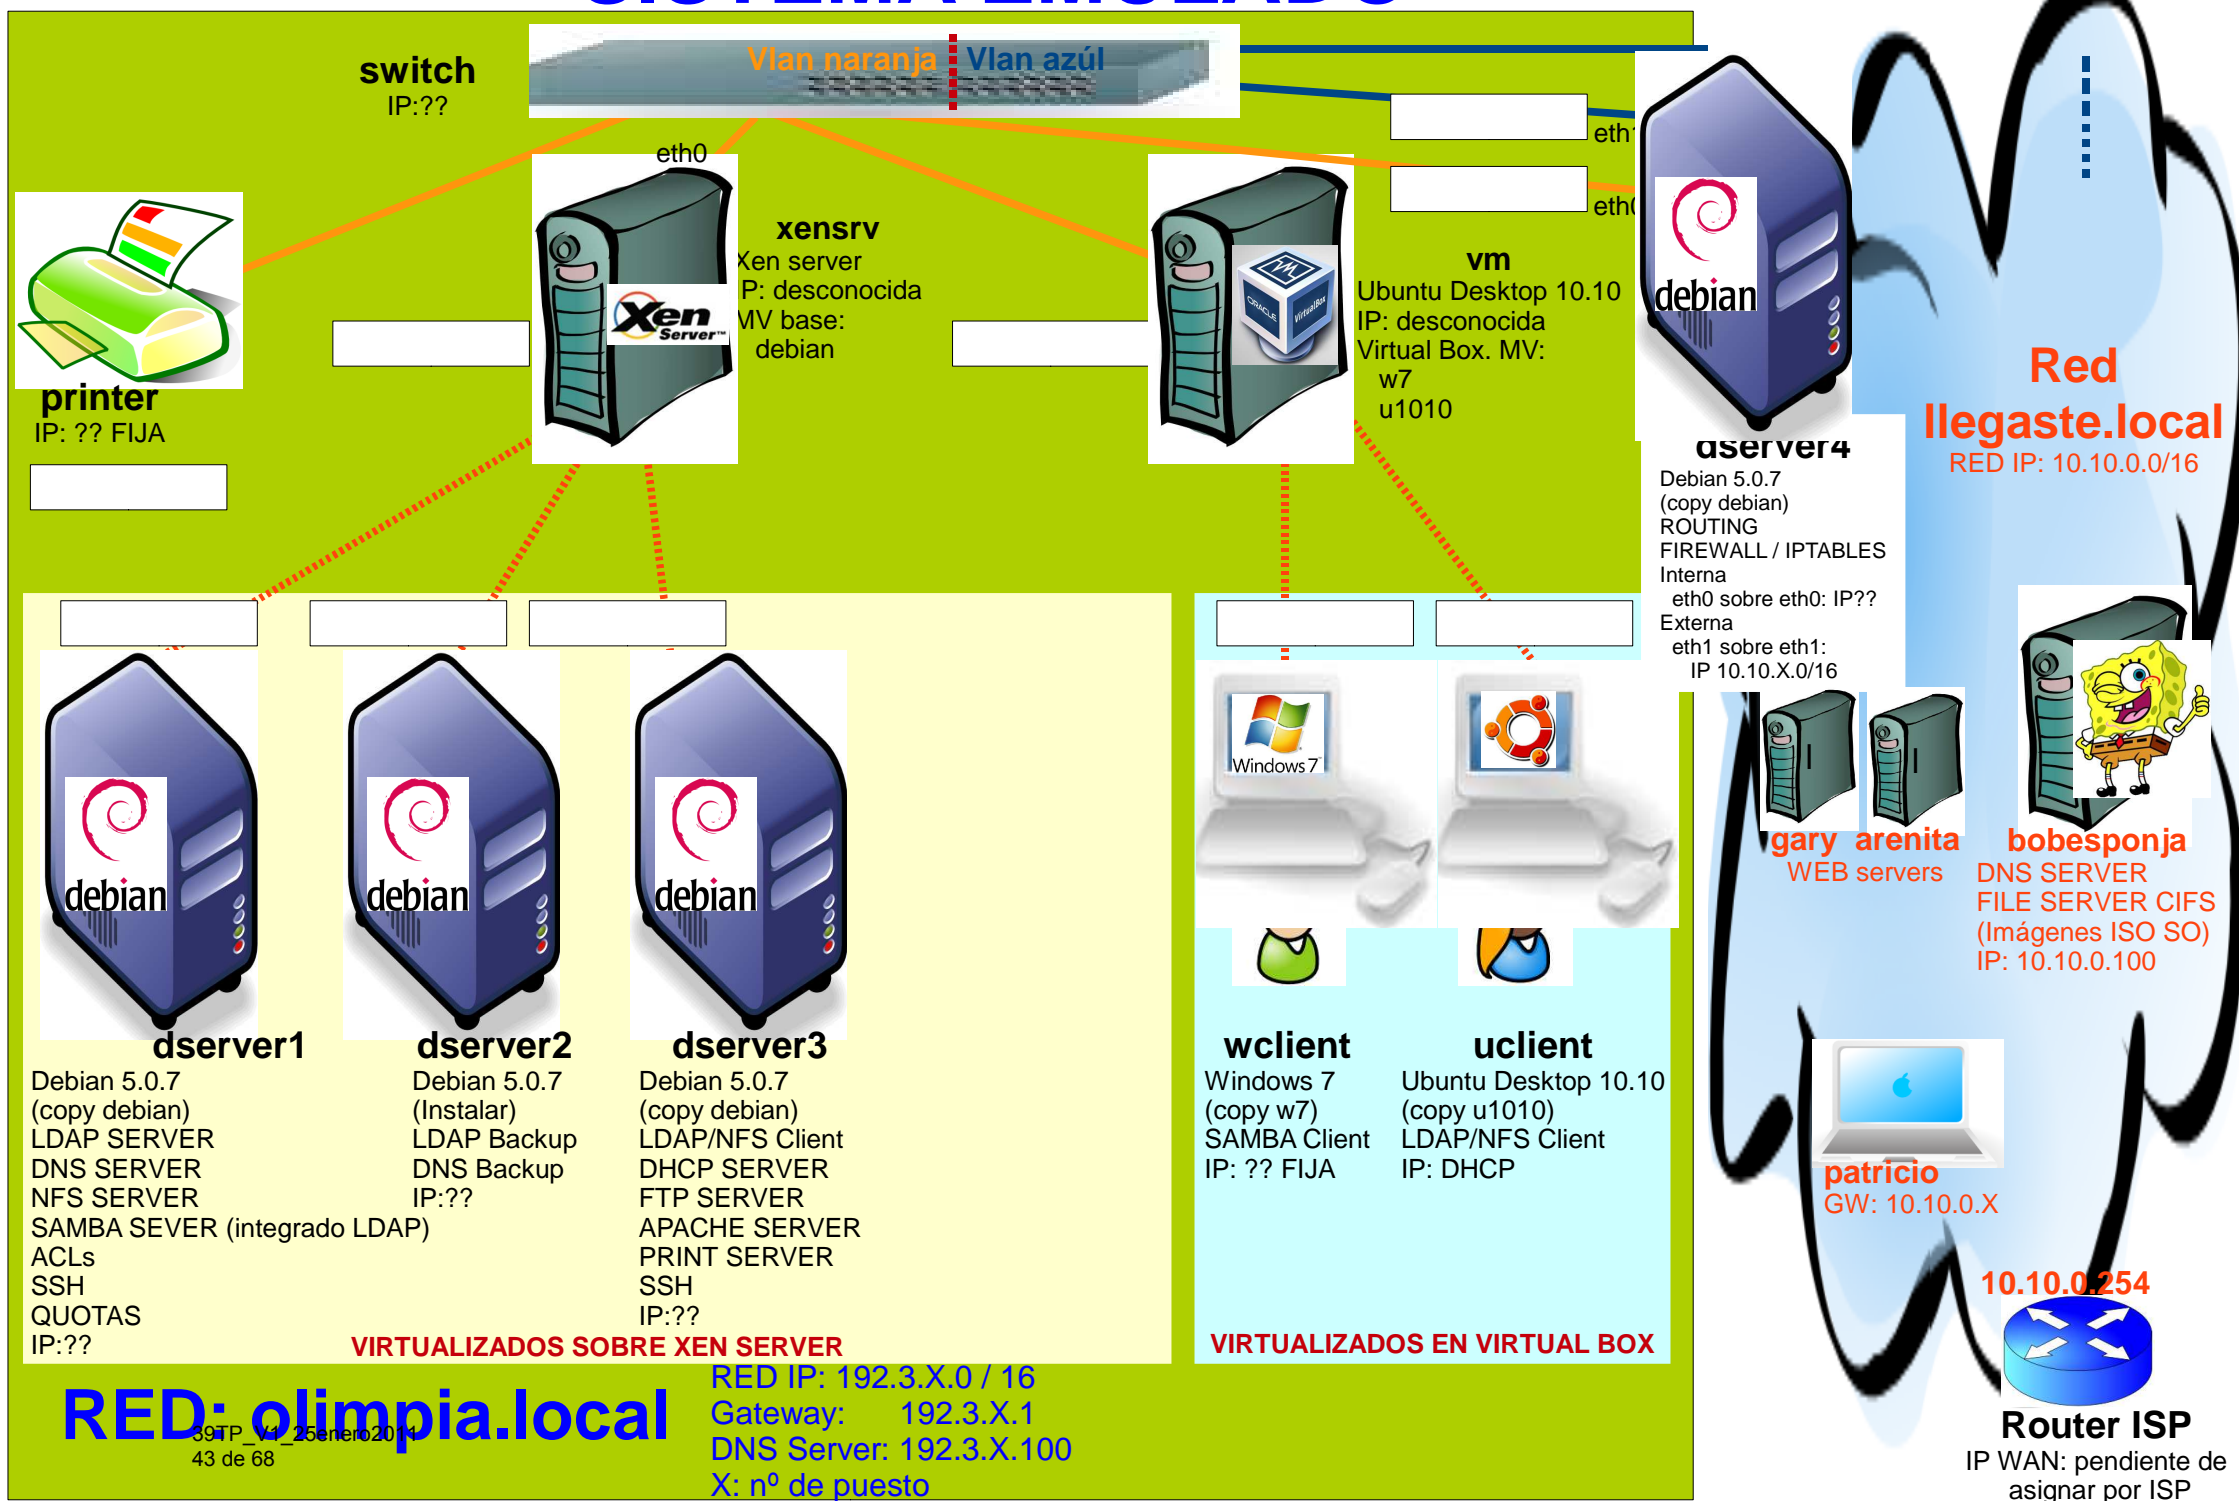 SISTEMA EMULADO
Vlan naranja
Vlan azúl
switch
IP:??
eth1
eth0
eth0
xensrv
Xen server
IP: desconocida
MV base:
debian
Xen
Server™
vm
Ubuntu Desktop 10.10
IP: desconocida
Virtual Box. MV:
w7
u1010
ORACLE
VirtualBox
debian
printer
IP: ?? FIJA
dserver4
Debian 5.0.7
(copy debian)
ROUTING
FIREWALL / IPTABLES
Interna
eth0 sobre eth0: IP??
Externa
eth1 sobre eth1:
IP 10.10.X.0/16
Red
llegaste.local
RED IP: 10.10.0.0/16
debian
debian
debian
Windows 7
gary arenita
WEB servers
bobesponja
DNS SERVER
FILE SERVER CIFS
(Imágenes ISO SO)
IP: 10.10.0.100
dserver1
Debian 5.0.7
(copy debian)
LDAP SERVER
DNS SERVER
NFS SERVER
SAMBA SEVER (integrado LDAP)
ACLs
SSH
QUOTAS
IP:??
dserver2
Debian 5.0.7
(Instalar)
LDAP Backup
DNS Backup
IP:??
dserver3
Debian 5.0.7
(copy debian)
LDAP/NFS Client
DHCP SERVER
FTP SERVER
APACHE SERVER
PRINT SERVER
SSH
IP:??
VIRTUALIZADOS SOBRE XEN SERVER
wclient
Windows 7
(copy w7)
SAMBA Client
IP: ?? FIJA
uclient
Ubuntu Desktop 10.10
(copy u1010)
LDAP/NFS Client
IP: DHCP
VIRTUALIZADOS EN VIRTUAL BOX
patricio
GW: 10.10.0.X
10.10.0.254
Router ISP
IP WAN: pendiente de
asignar por ISP
RED: olimpia.local
RED IP: 192.3.X.0 / 16
Gateway: 192.3.X.1
DNS Server: 192.3.X.100
X: nº de puesto
39TP_V1_25enero2011
43 de 68